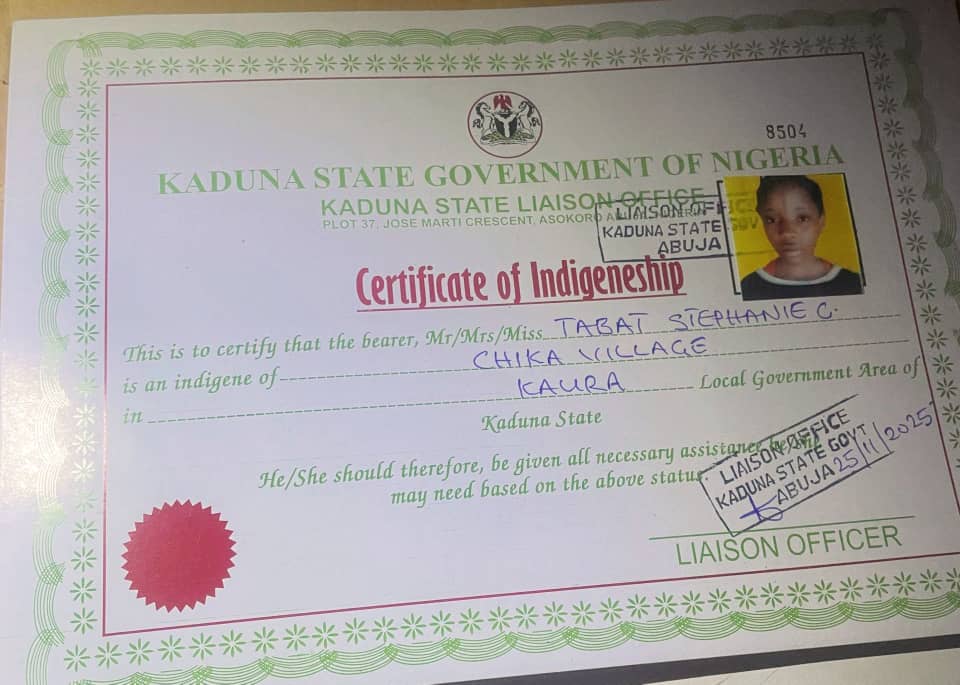 8504
KADUNA STATE GOVERNMENT OF NIGERIA
KADUNA STATE LIAISON OFFICE
PLOT 37, JOSE MARTI CRESCENT, ASOKORO
LIAISON OFFICE
KADUNA STATE GOVT
ABUJA
Certificate of Indigeneship
This is to certify that the bearer, Mr/Mrs/Miss TABAT STEPHANIE C.
is an indigene of CHIKA VILLAGE
in KAURA Local Government Area of
Kaduna State
He/She should therefore, be given all necessary assistance he/she
may need based on the above status.
LIAISON OFFICE
KADUNA STATE GOVT
ABUJA 25/11/2025
LIAISON OFFICER